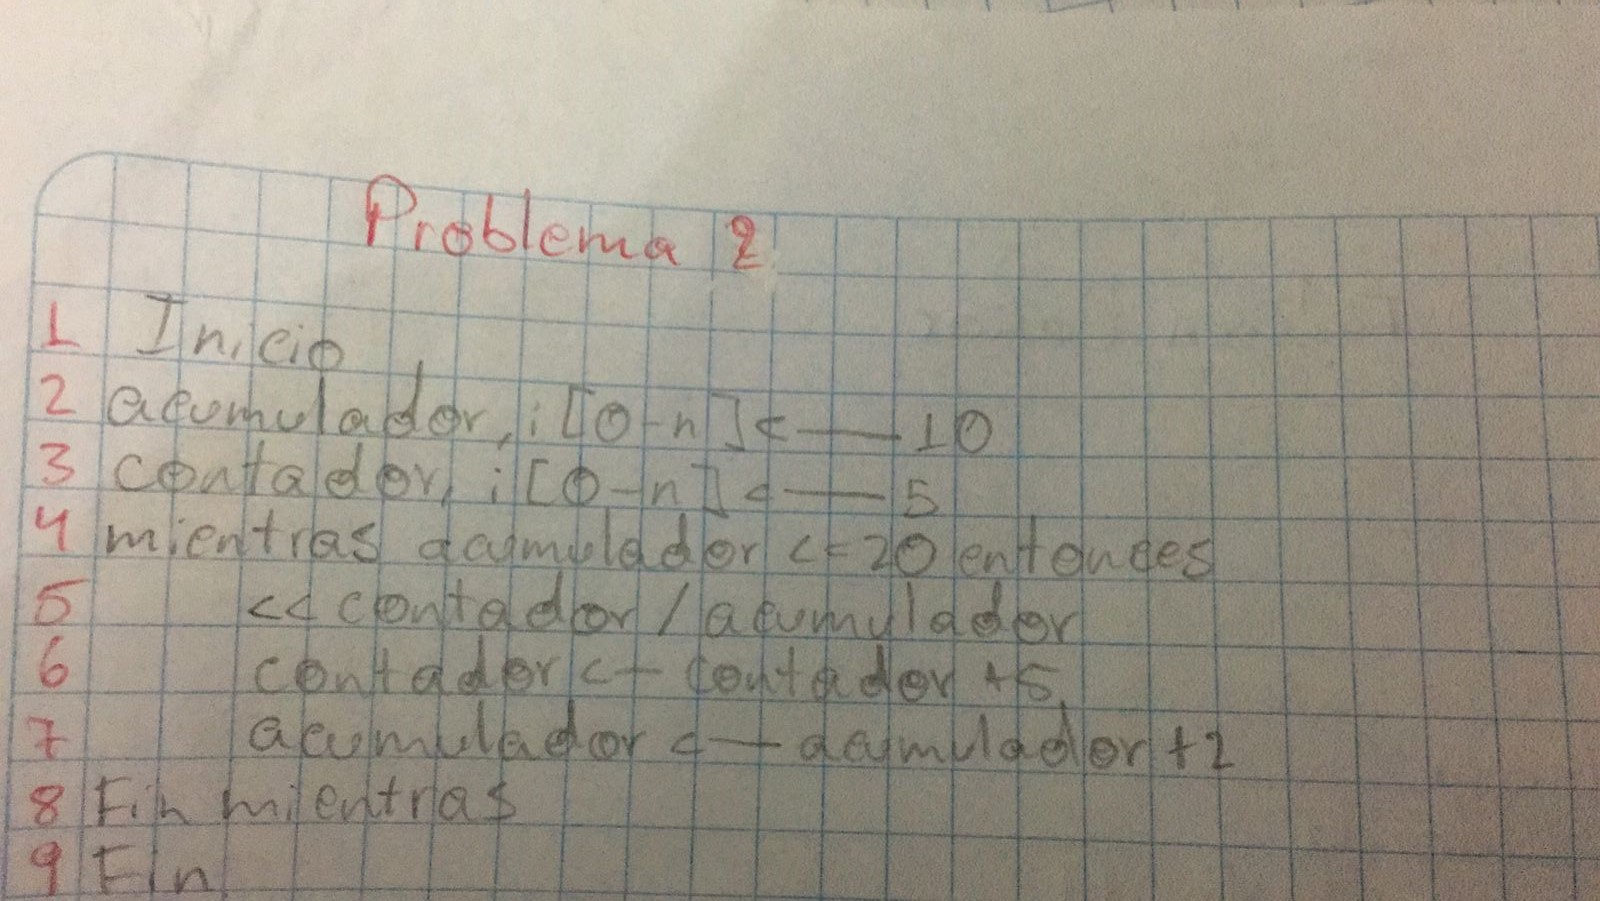 Problema 2
1 Inicio
2 acumulador, i [0-n] <— 10
3 contador, i [0-n] <— 5
4 mientras acumulador <= 20 entonces
5 << contador / acumulador
6 contador <— contador + 5
7 acumulador <— acumulador + 2
8 Fin mientras
9 Fin